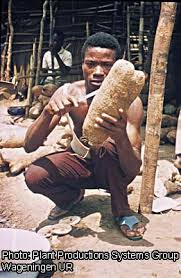 Photo: Plant Productions Systems Group
Wageningen UR